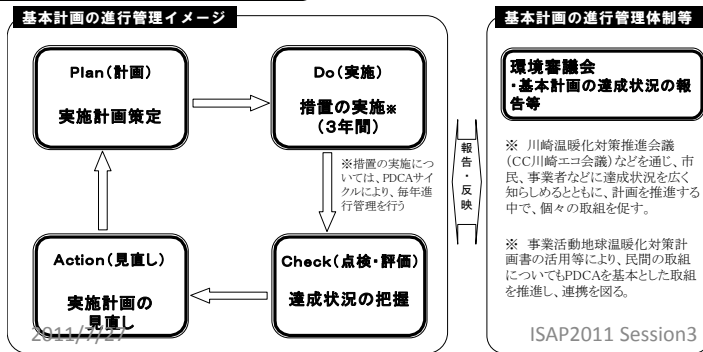 基本計画の進行管理イメージ
Plan(計画)
実施計画策定
Do(実施)
措置の実施※
(3年間)
※措置の実施につ
いては、PDCAサイ
クルにより、毎年進
行管理を行う
Action(見直し)
実施計画の
見直し
Check(点検・評価)
達成状況の把握
報告・反映
基本計画の進行管理体制等
環境審議会
・基本計画の達成状況の報
告等
※ 川崎温暖化対策推進会議
(CC川崎エコ会議)などを通じ、市
民、事業者などに達成状況を広く
知らしめるとともに、計画を推進する
中で、個々の取組を促す。
※ 事業活動地球温暖化対策計
画書の活用等により、民間の取組
についてもPDCAを基本とした取組
を推進し、連携を図る。
2011/7/27
ISAP2011 Session3